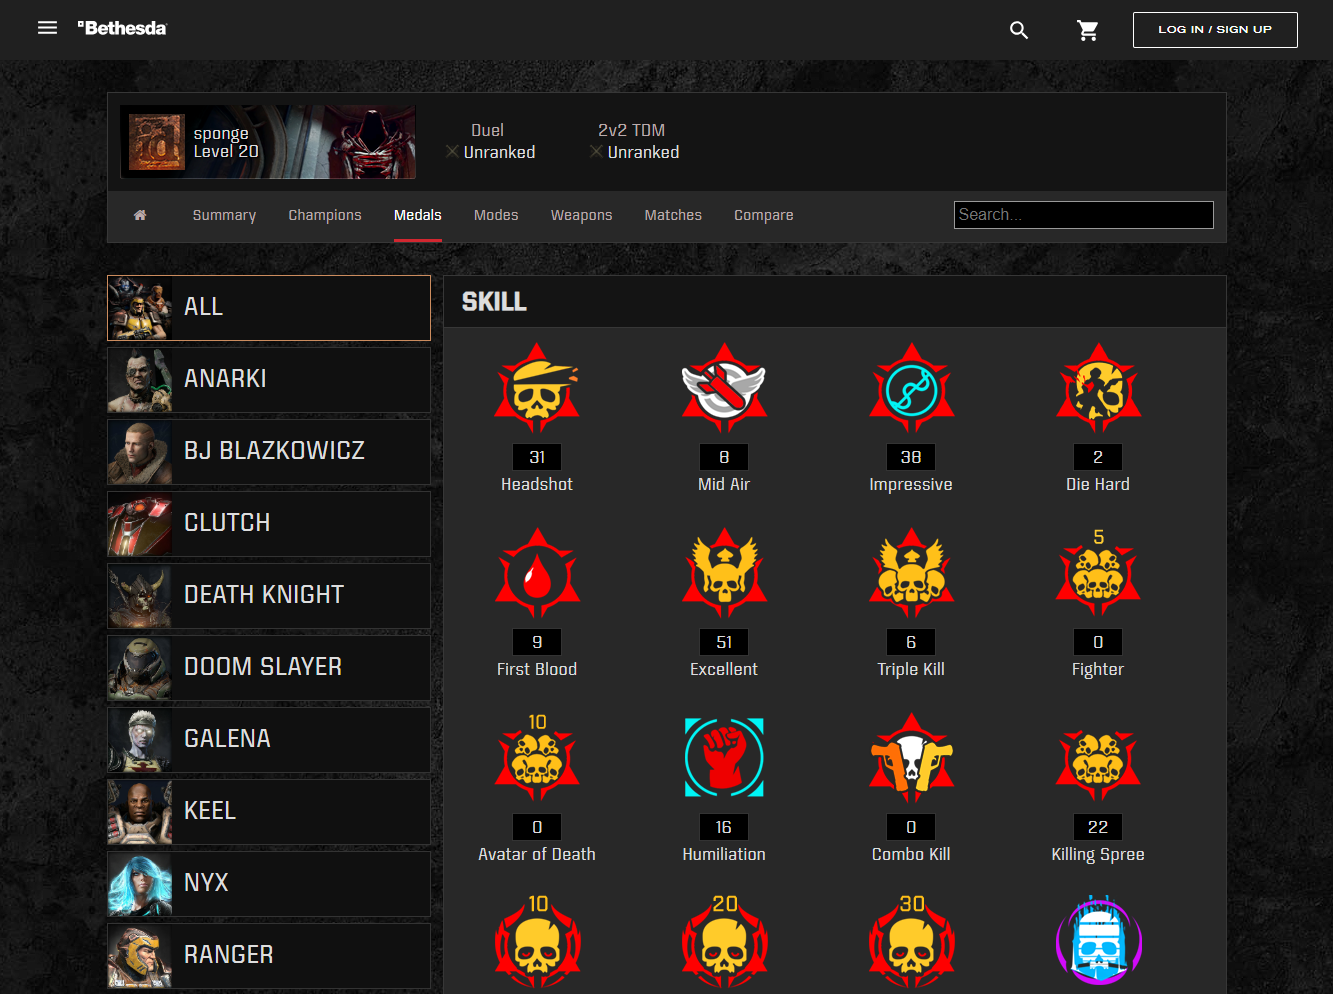 Bethesda
LOG IN / SIGN UP
sponge
Level 20
Duel
Unranked
2v2 TDM
Unranked
Summary
Champions
Medals
Modes
Weapons
Matches
Compare
Search...
ALL
ANARKI
BJ BLAZKOWICZ
CLUTCH
DEATH KNIGHT
DOOM SLAYER
GALENA
KEEL
NYX
RANGER
SKILL
31
Headshot
8
Mid Air
38
Impressive
2
Die Hard
9
First Blood
51
Excellent
6
Triple Kill
5
0
Fighter
10
0
Avatar of Death
16
Humiliation
0
Combo Kill
22
Killing Spree
10
20
30